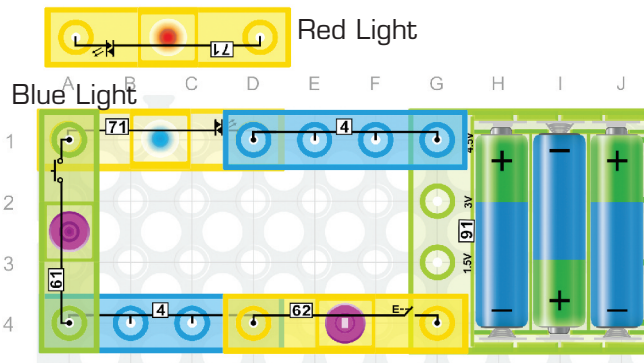 Red Light
71
Blue Light
A B C D E F G H I J
1 71 4 4.5V
+ − +
2 3V
91
3 1.5V
61
4 4 62 E
− + −